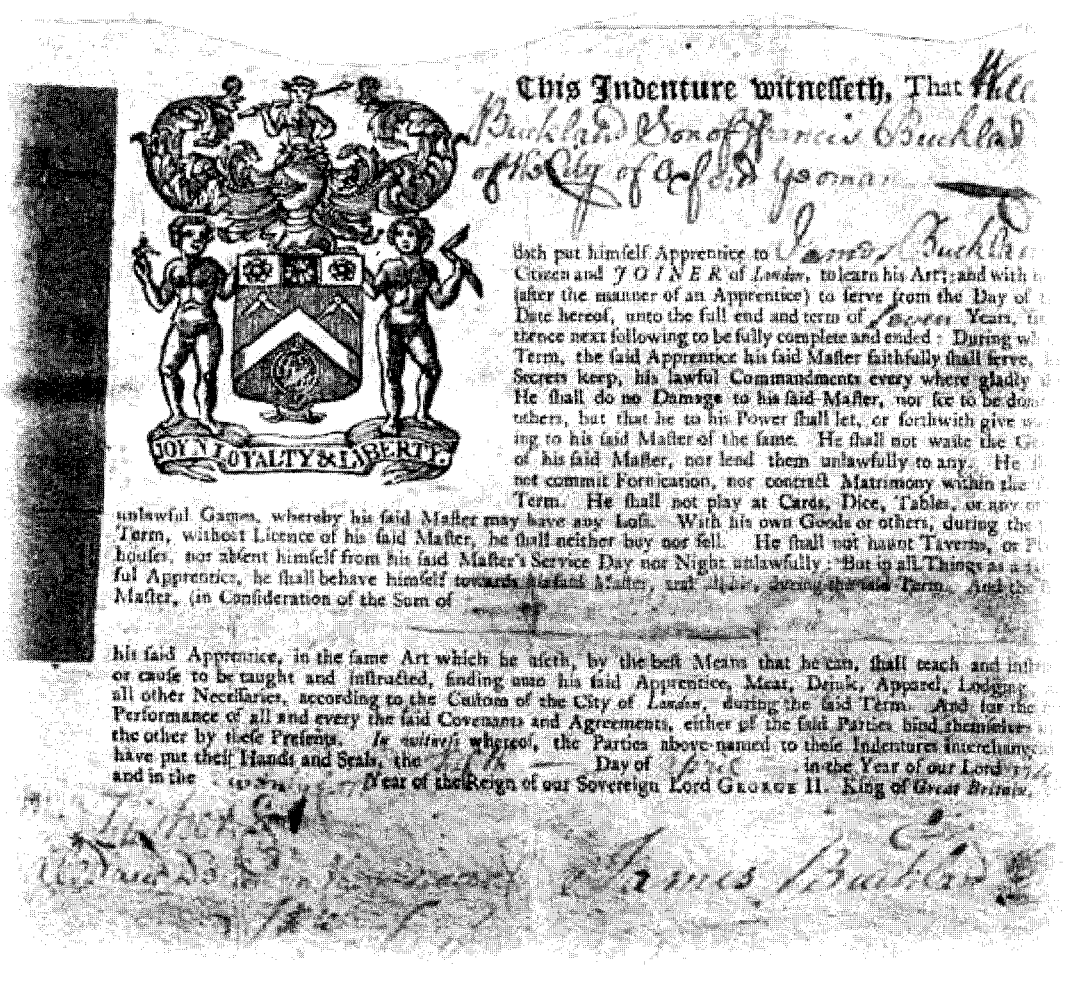 This Indenture witnesseth, That Will
Buckland Son of Francis Buckland
of the City of Oxford Yeoman
doth put himself Apprentice to James Buckland
Citizen and JOINER of London, to learn his Art; and with
(after the manner of an Apprentice) to serve from the Day of
Date hereof, unto the full end and term of Seven Years,
thence next following to be fully complete and ended: During
Term, the said Apprentice his said Master faithfully shall serve,
Secrets keep, his lawful Commandments every where gladly
He shall do no Damage to his said Master, nor see to be
others, but that he to his Power shall let, or forthwith give
ing to his said Master of the same. He shall not waste the
of his said Master, nor lend them unlawfully to any. He
not commit Fornication, nor contract Matrimony within the
Term. He shall not play at Cards, Dice, Tables, or any
JOYN LOYALTY & LIBERTY.
unlawful Games, whereby his said Master may have any Loss. With his own Goods or others, during the
Term, without Licence of his said Master, he shall neither buy nor sell. He shall not haunt Taverns, or
houses, nor absent himself from his said Master's Service Day nor Night unlawfully: But in all Things as a
ful Apprentice, he shall behave himself towards his said Master, and during the said Term. And the
Master, (in Consideration of the Sum of
his said Apprentice, in the same Art which he useth, by the best Means that he can, shall teach and
or cause to be taught and instructed, finding unto his said Apprentice, Meat, Drink, Apparel, Lodging
all other Necessaries, according to the Custom of the City of London, during the said Term. And for the
Performance of all and every the said Covenants and Agreements, either of the said Parties bind themselves
the other by these Presents. In witness whereof, the Parties above-named to these Indentures
have put their Hands and Seals, the fifth Day of April in the Year of our Lord
and in the Year of the Reign of our Sovereign Lord GEORGE II. King of Great Britain,
James Buckland